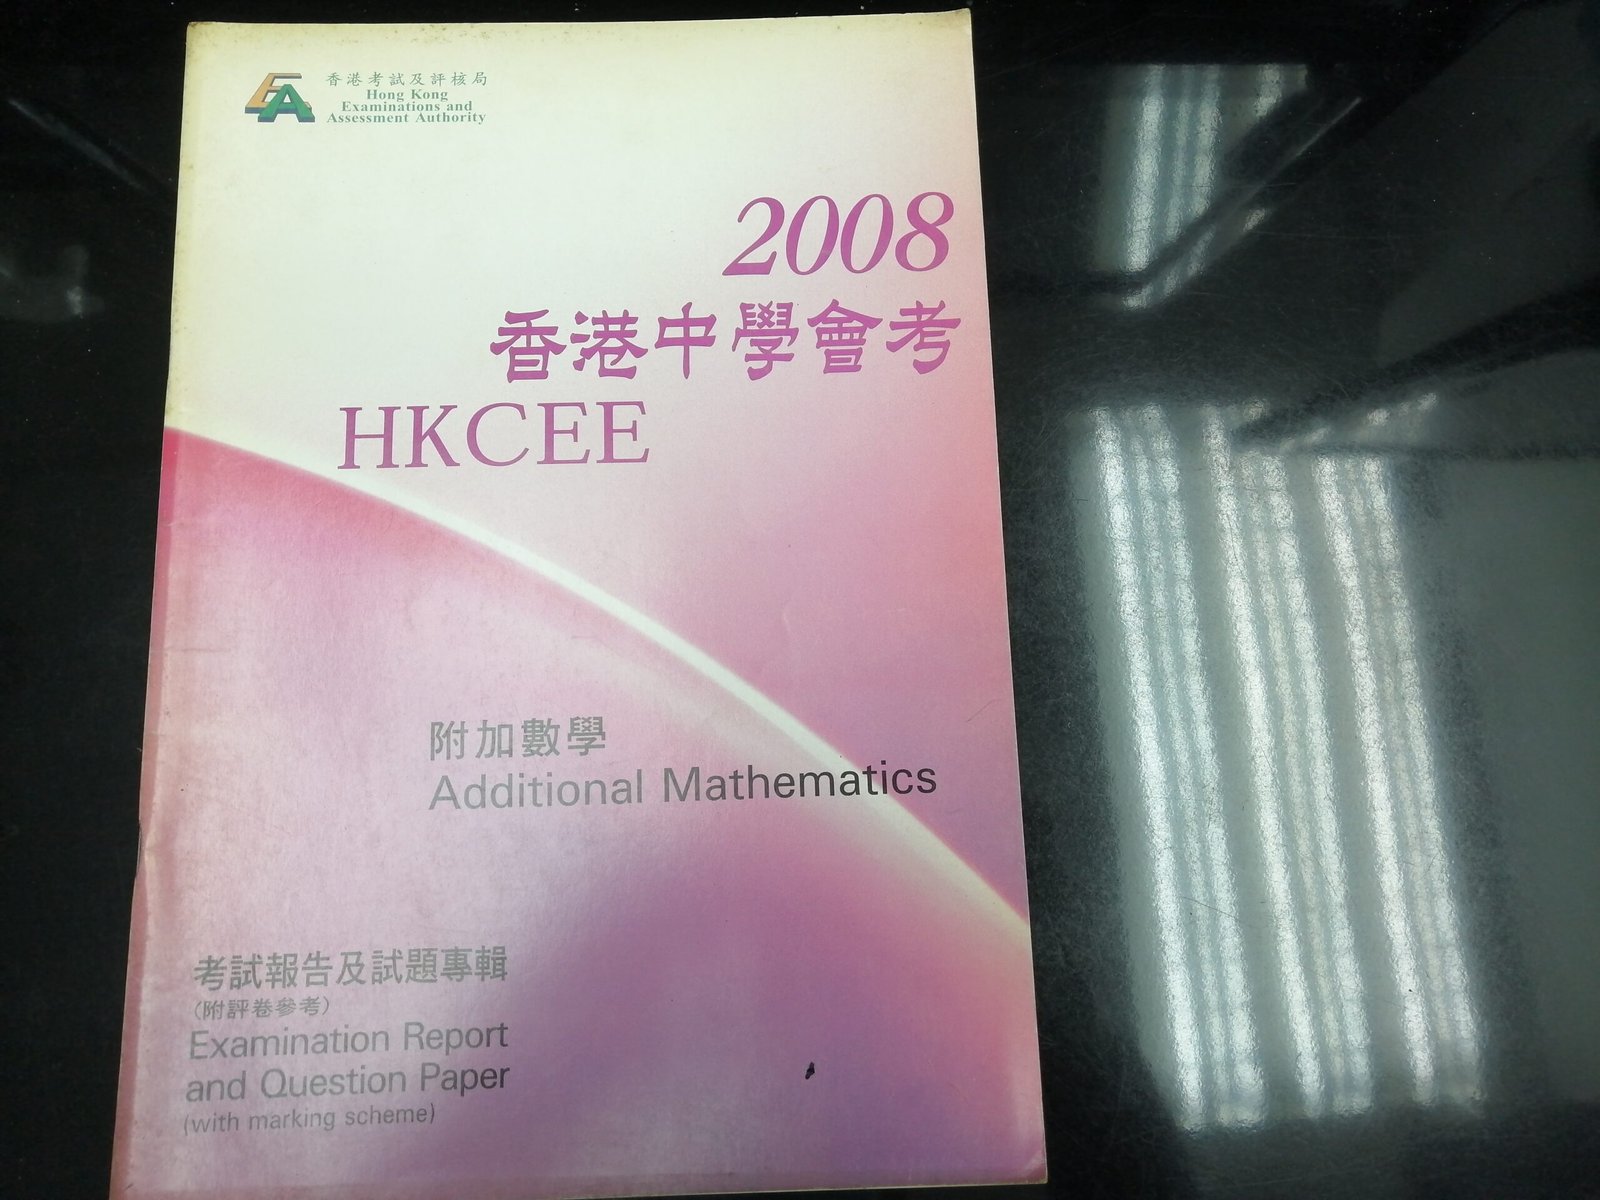 EA
香港考試及評核局
Hong Kong
Examinations and
Assessment Authority
2008
香港中學會考
HKCEE
附加數學
Additional Mathematics
考試報告及試題專輯
(附評卷參考)
Examination Report
and Question Paper
(with marking scheme)